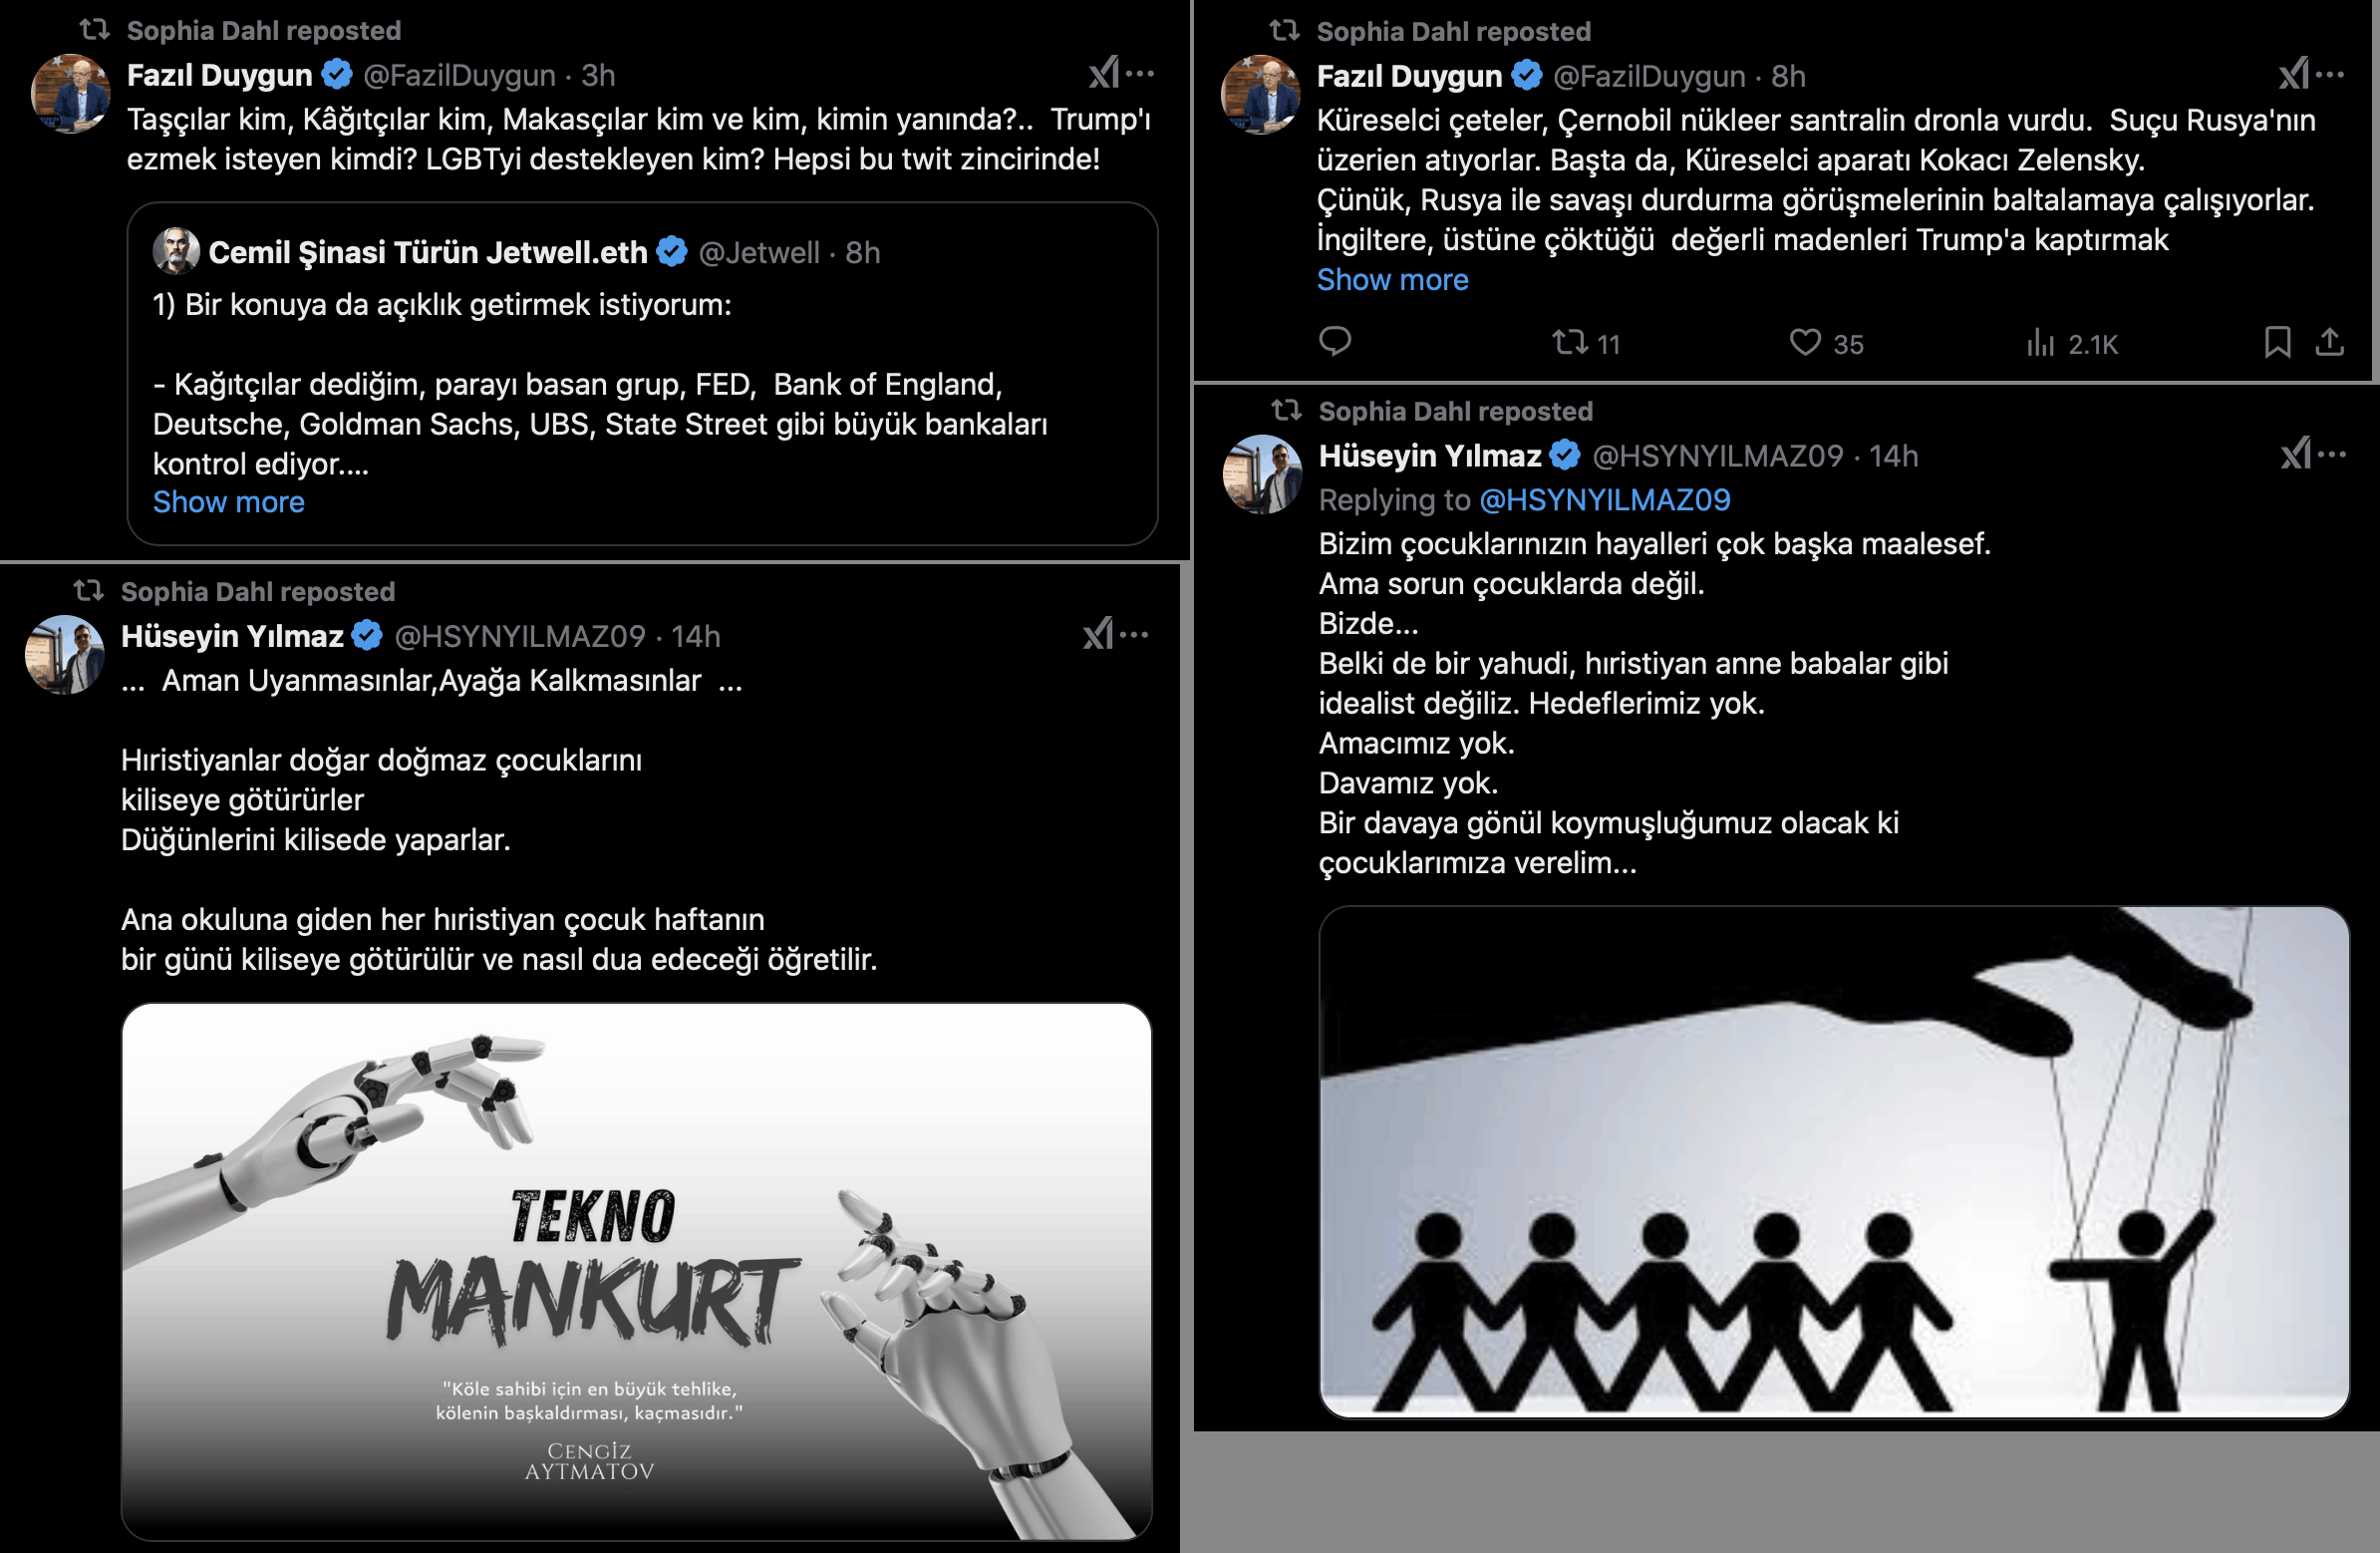 Sophia Dahl reposted
Fazıl Duygun @FazilDuygun · 3h
Taşçılar kim, Kâğıtçılar kim, Makasçılar kim ve kim, kimin yanında?..  Trump'ı
ezmek isteyen kimdi? LGBTyi destekleyen kim? Hepsi bu twit zincirinde!
Cemil Şinasi Türün Jetwell.eth @Jetwell · 8h
1) Bir konuya da açıklık getirmek istiyorum:
- Kağıtçılar dediğim, parayı basan grup, FED,  Bank of England,
Deutsche, Goldman Sachs, UBS, State Street gibi büyük bankaları
kontrol ediyor....
Show more
Sophia Dahl reposted
Hüseyin Yılmaz @HSYNYILMAZ09 · 14h
...  Aman Uyanmasınlar,Ayağa Kalkmasınlar  ...
Hıristiyanlar doğar doğmaz çocuklarını
kiliseye götürürler
Düğünlerini kilisede yaparlar.
Ana okuluna giden her hıristiyan çocuk haftanın
bir günü kiliseye götürülür ve nasıl dua edeceği öğretilir.
TEKNO
MANKURT
"Köle sahibi için en büyük tehlike,
kölenin başkaldırması, kaçmasıdır."
CENGİZ
AYTMATOV
Sophia Dahl reposted
Fazıl Duygun @FazilDuygun · 8h
Küreselci çeteler, Çernobil nükleer santralin dronla vurdu.  Suçu Rusya'nın
üzerien atıyorlar. Başta da, Küreselci aparatı Kokacı Zelensky.
Çünük, Rusya ile savaşı durdurma görüşmelerinin baltalamaya çalışıyorlar.
İngiltere, üstüne çöktüğü  değerli madenleri Trump'a kaptırmak
Show more
11 35 2.1K
Sophia Dahl reposted
Hüseyin Yılmaz @HSYNYILMAZ09 · 14h
Replying to @HSYNYILMAZ09
Bizim çocuklarınızın hayalleri çok başka maalesef.
Ama sorun çocuklarda değil.
Bizde...
Belki de bir yahudi, hıristiyan anne babalar gibi
idealist değiliz. Hedeflerimiz yok.
Amacımız yok.
Davamız yok.
Bir davaya gönül koymuşluğumuz olacak ki
çocuklarımıza verelim...